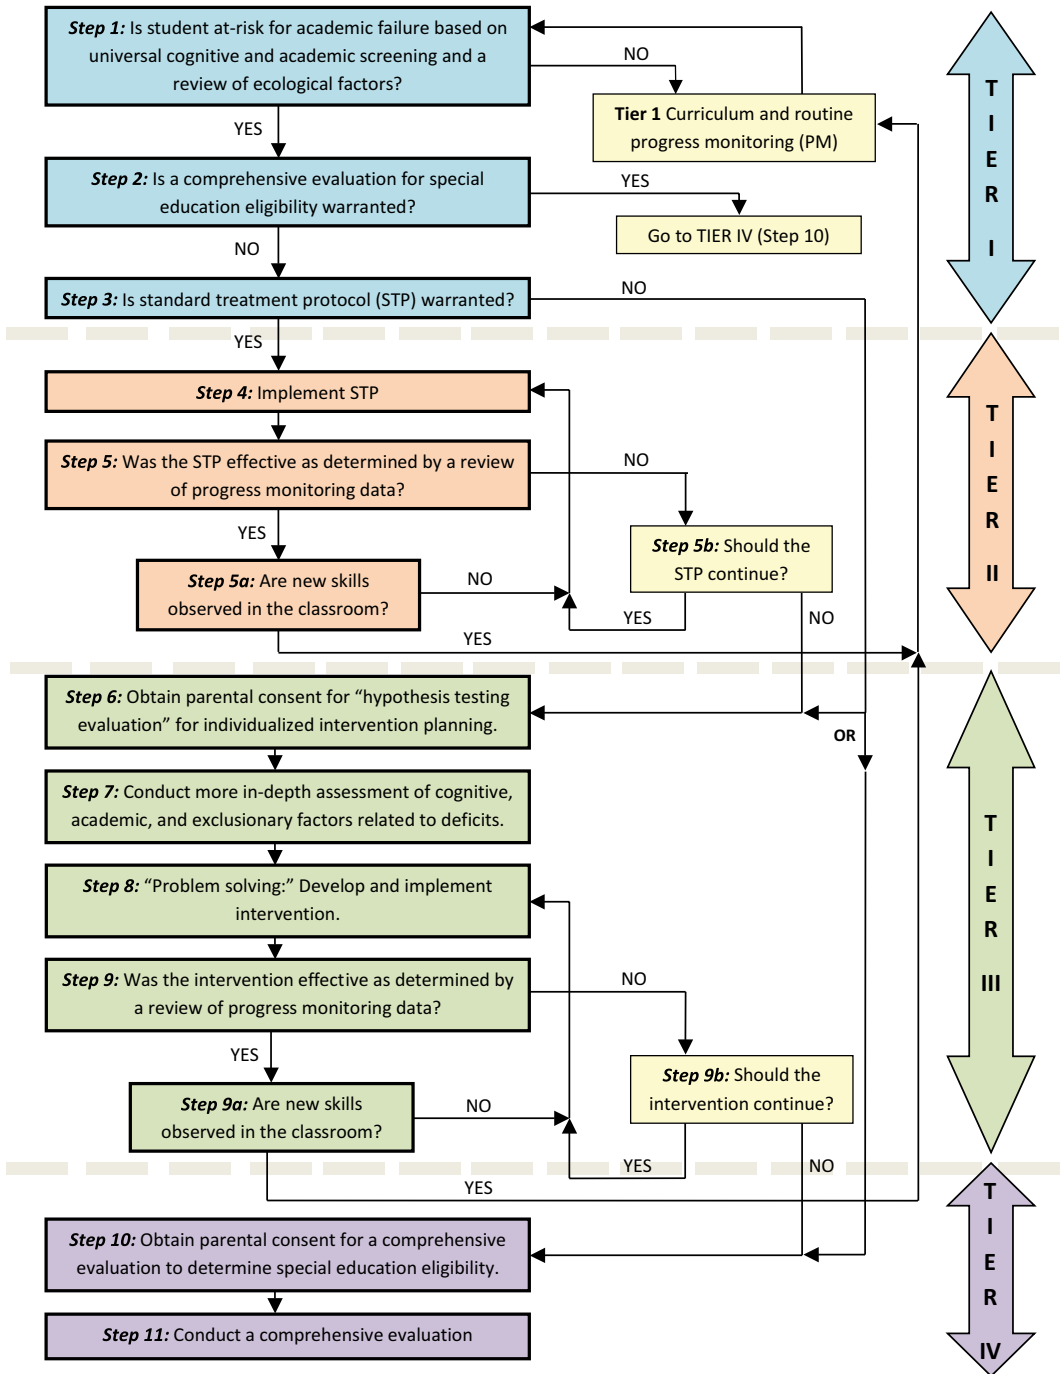 Step 1: Is student at-risk for academic failure based on
universal cognitive and academic screening and a
review of ecological factors?
NO
Tier 1 Curriculum and routine
progress monitoring (PM)
YES
Step 2: Is a comprehensive evaluation for special
education eligibility warranted?
YES
Go to TIER IV (Step 10)
NO
Step 3: Is standard treatment protocol (STP) warranted?
NO
T
I
E
R
I
YES
Step 4: Implement STP
Step 5: Was the STP effective as determined by a review
of progress monitoring data?
NO
YES
Step 5b: Should the
STP continue?
Step 5a: Are new skills
observed in the classroom?
NO
YES
NO
YES
T
I
E
R
II
Step 6: Obtain parental consent for “hypothesis testing
evaluation” for individualized intervention planning.
OR
Step 7: Conduct more in-depth assessment of cognitive,
academic, and exclusionary factors related to deficits.
Step 8: “Problem solving:” Develop and implement
intervention.
Step 9: Was the intervention effective as determined by
a review of progress monitoring data?
NO
YES
Step 9b: Should the
intervention continue?
Step 9a: Are new skills
observed in the classroom?
NO
YES
NO
YES
T
I
E
R
III
Step 10: Obtain parental consent for a comprehensive
evaluation to determine special education eligibility.
Step 11: Conduct a comprehensive evaluation
T
I
E
R
IV